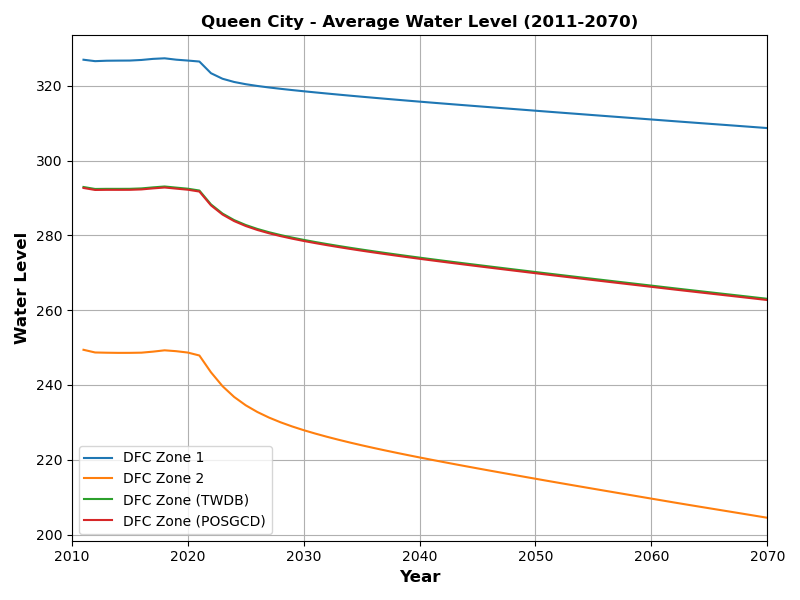 Queen City - Average Water Level (2011-2070)
Water Level
320
300
280
260
240
220
200
DFC Zone 1
DFC Zone 2
DFC Zone (TWDB)
DFC Zone (POSGCD)
2010 2020 2030 2040 2050 2060 2070
Year